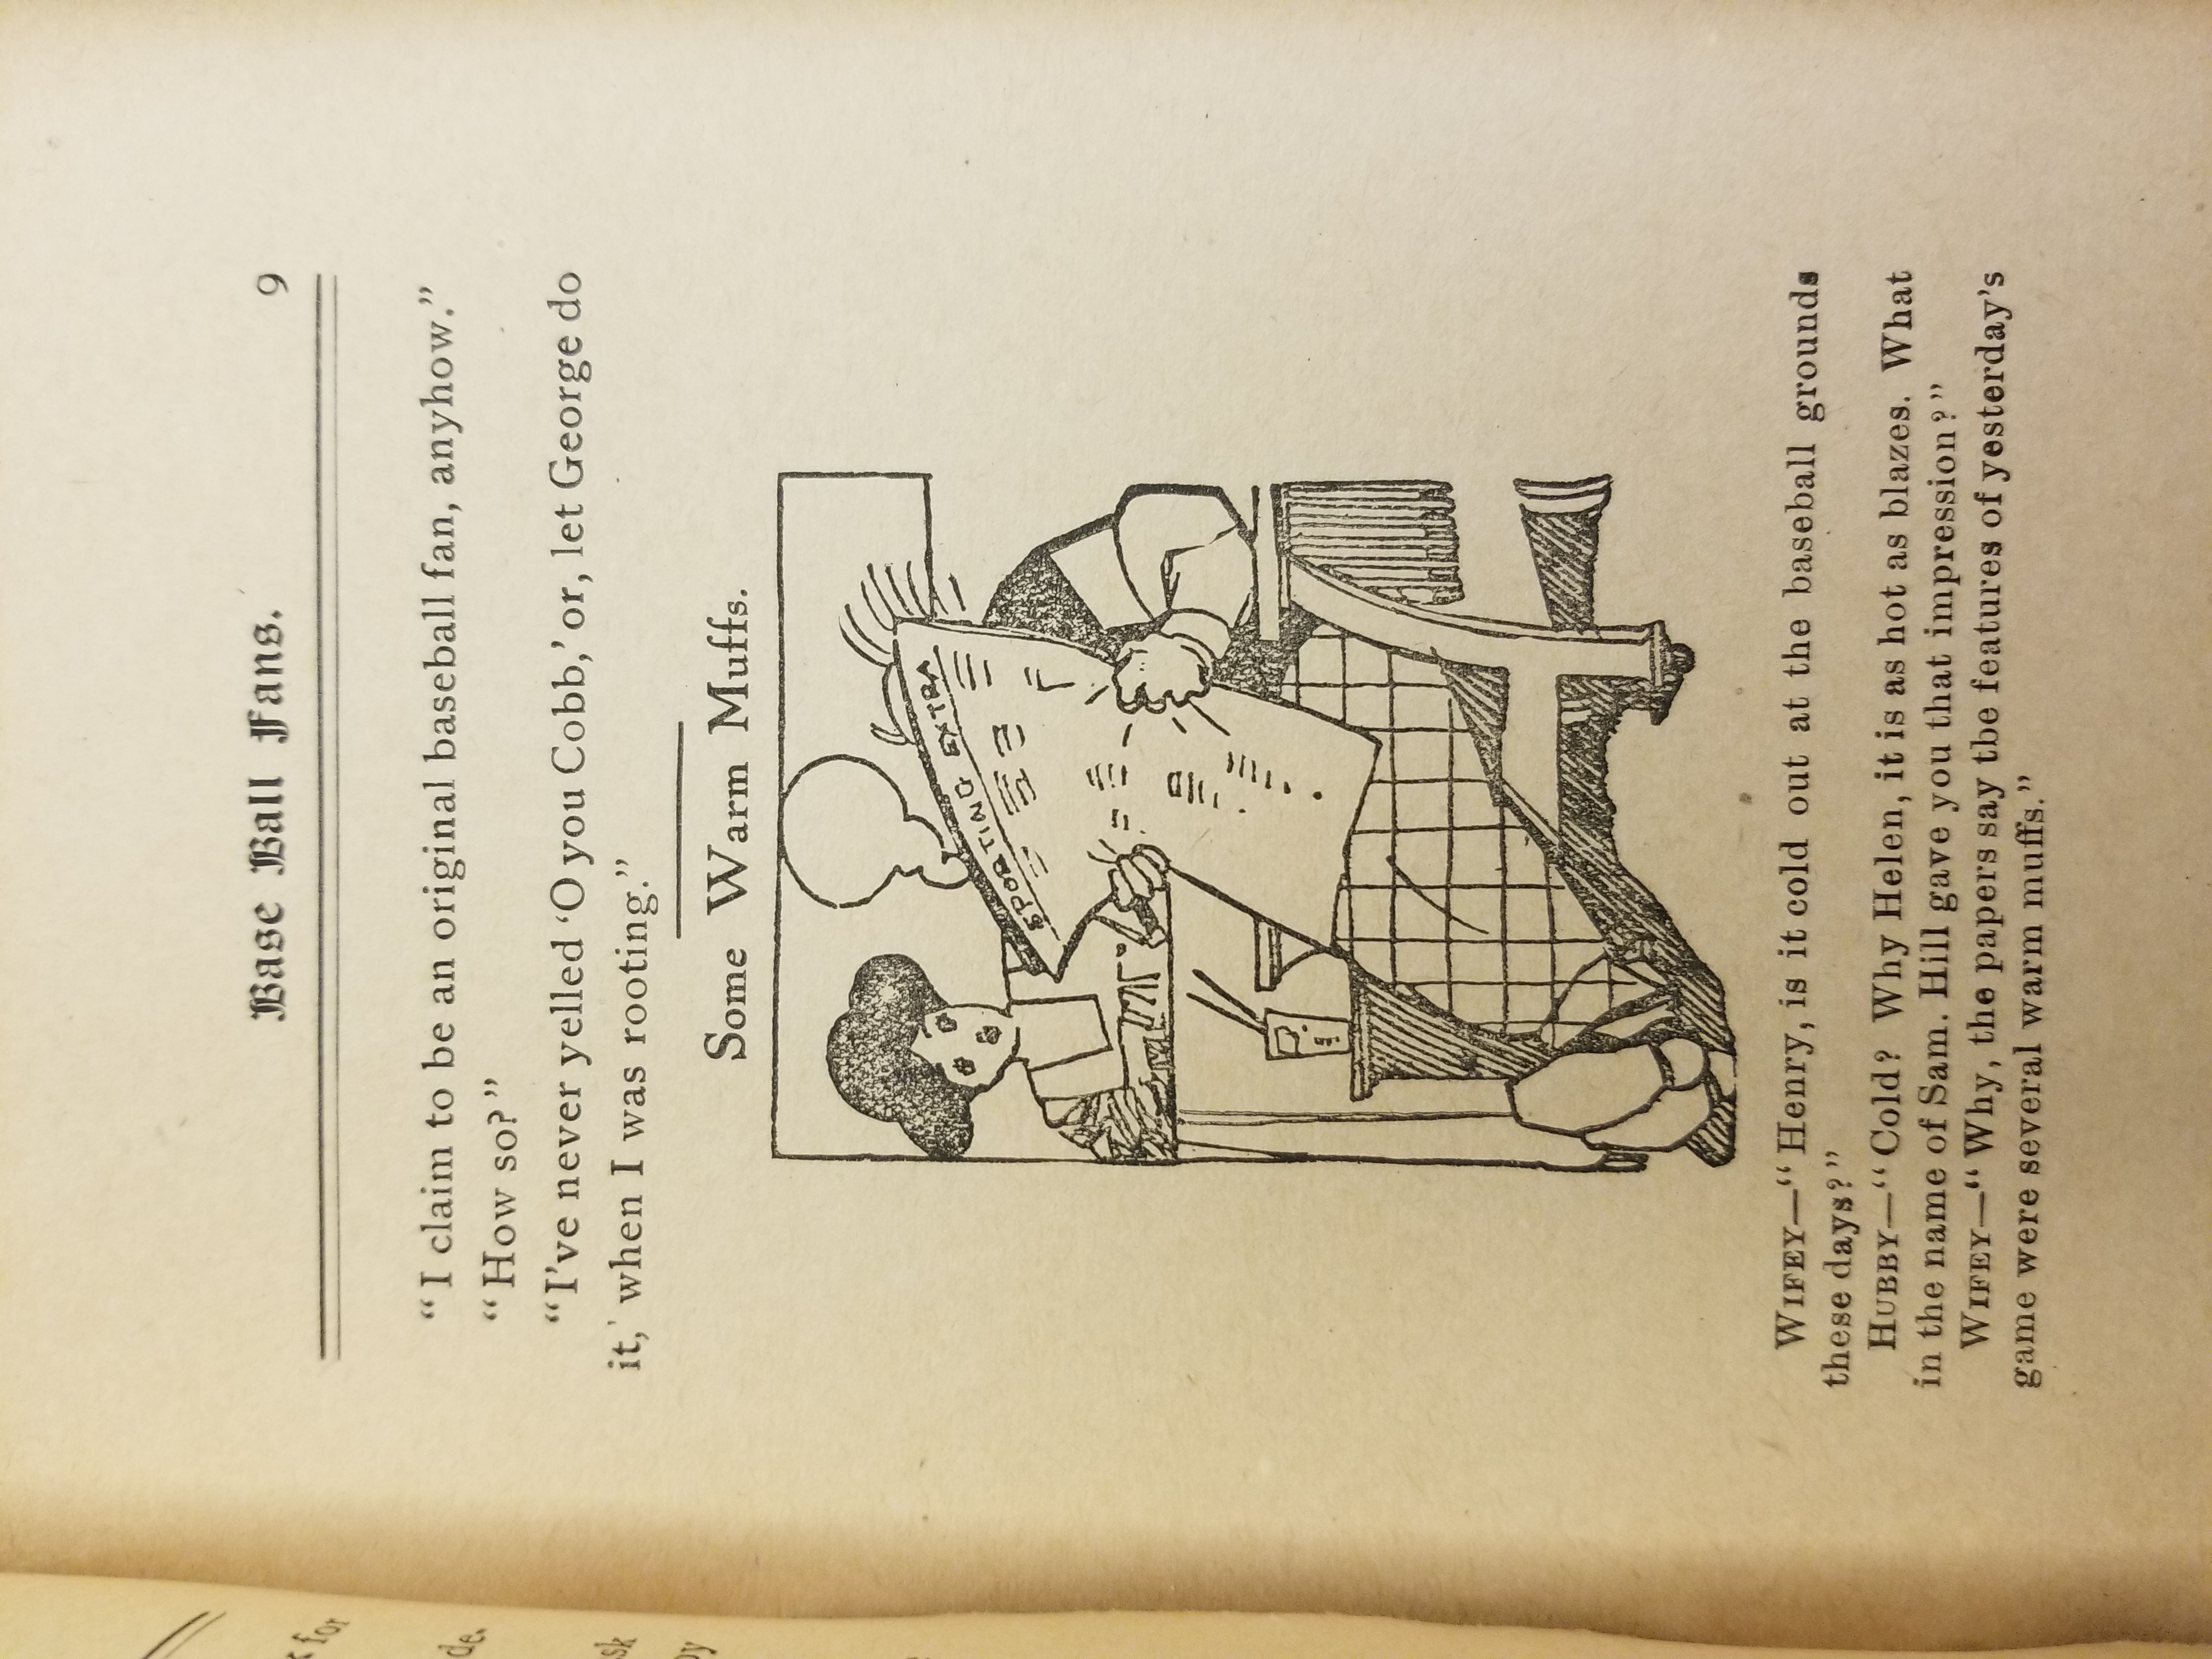 Base Ball Fans. 9
“I claim to be an original baseball fan, anyhow.”
“How so?”
“I've never yelled ‘O you Cobb,’ or, let George do
it,' when I was rooting.”
Some Warm Muffs.
SPORTING EXTRA
WIFEY—“Henry, is it cold out at the baseball grounds
these days?”
HUBBY—“Cold? Why Helen, it is as hot as blazes. What
in the name of Sam. Hill gave you that impression?”
WIFEY—“Why, the papers say tbe features of yesterday's
game were several warm muffs.”
for
de.